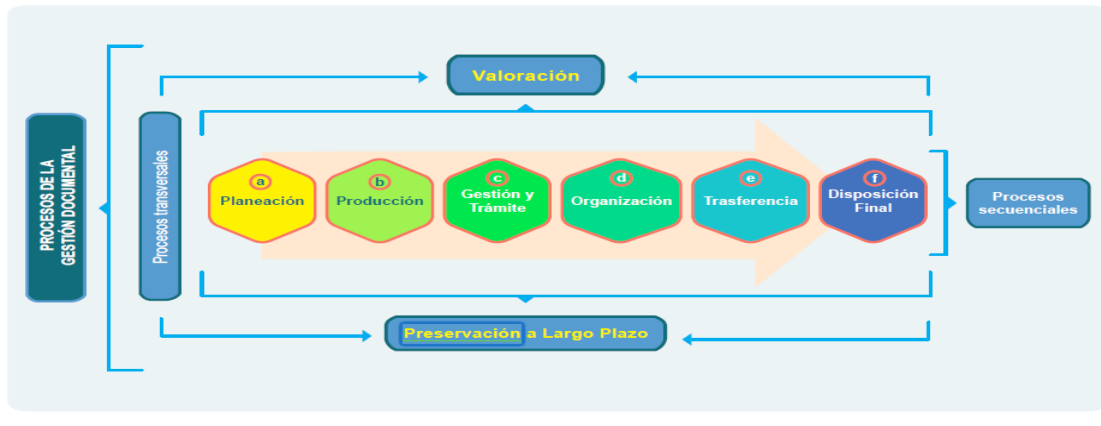 PROCESOS DE LA
GESTIÓN DOCUMENTAL
Procesos transversales
Valoración
a
Planeación
b
Producción
c
Gestión y
Trámite
d
Organización
e
Trasferencia
f
Disposición
Final
Procesos
secuenciales
Preservación a Largo Plazo